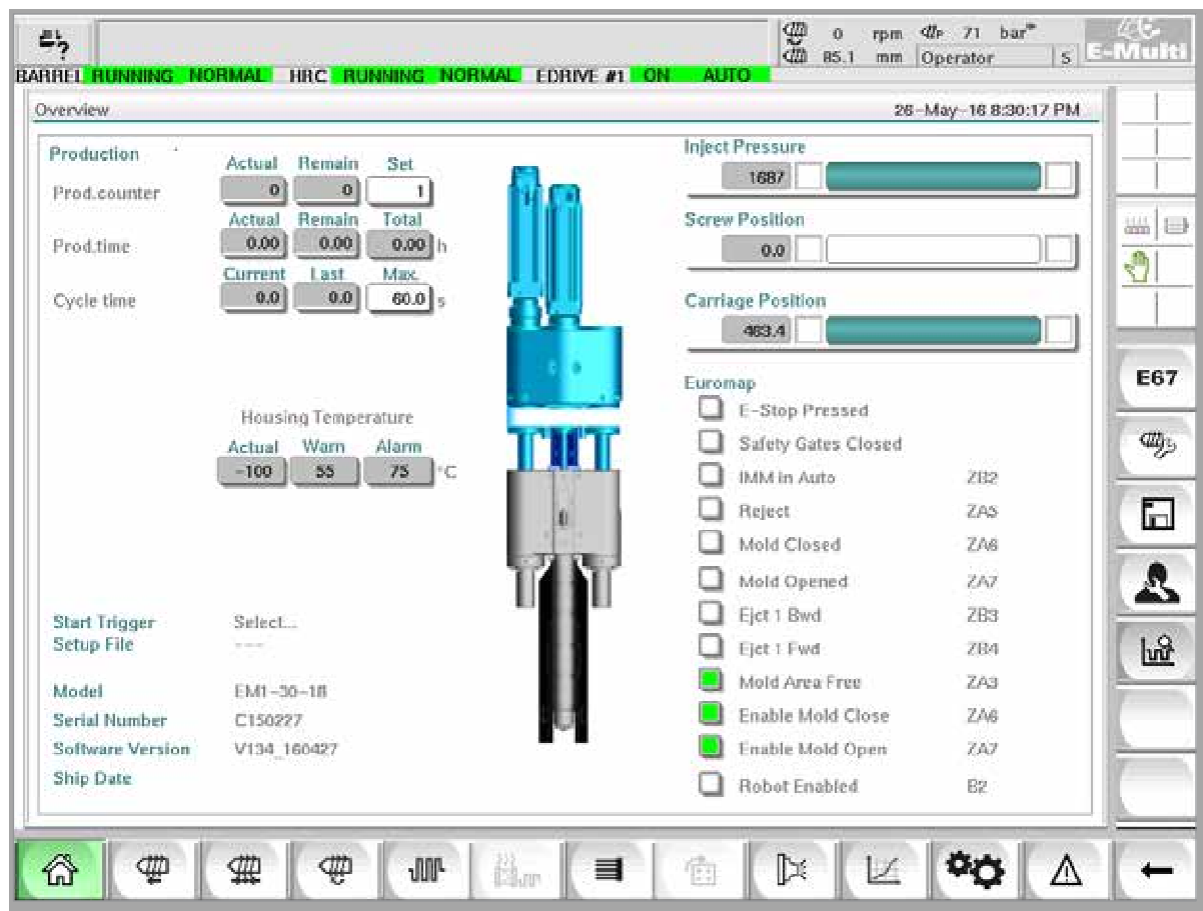 0 rpm 71 bar
85.1 mm Operator 5
E-Multi
BARREL RUNNING NORMAL HRC RUNNING NORMAL EDRIVE #1 ON AUTO
Overview 26-May-16 8:30:17 PM
Production
Actual Remain Set
Prod.counter 0 0 1
Actual Remain Total
Prod.time 0.00 0.00 0.00 h
Current Last Max.
Cycle time 0.0 0.0 60.0 s
Housing Temperature
Actual Warn Alarm
-100 55 75 °C
Start Trigger Select...
Setup File ---
Model EM1-30-18
Serial Number C150227
Software Version V134_160427
Ship Date
Inject Pressure
1687
Screw Position
0.0
Carriage Position
463.4
Euromap
E-Stop Pressed
Safety Gates Closed
IMM in Auto ZB2
Reject ZA5
Mold Closed ZA6
Mold Opened ZA7
Ejct 1 Bwd ZB3
Ejct 1 Fwd ZB4
Mold Area Free ZA3
Enable Mold Close ZA6
Enable Mold Open ZA7
Robot Enabled B2
E67